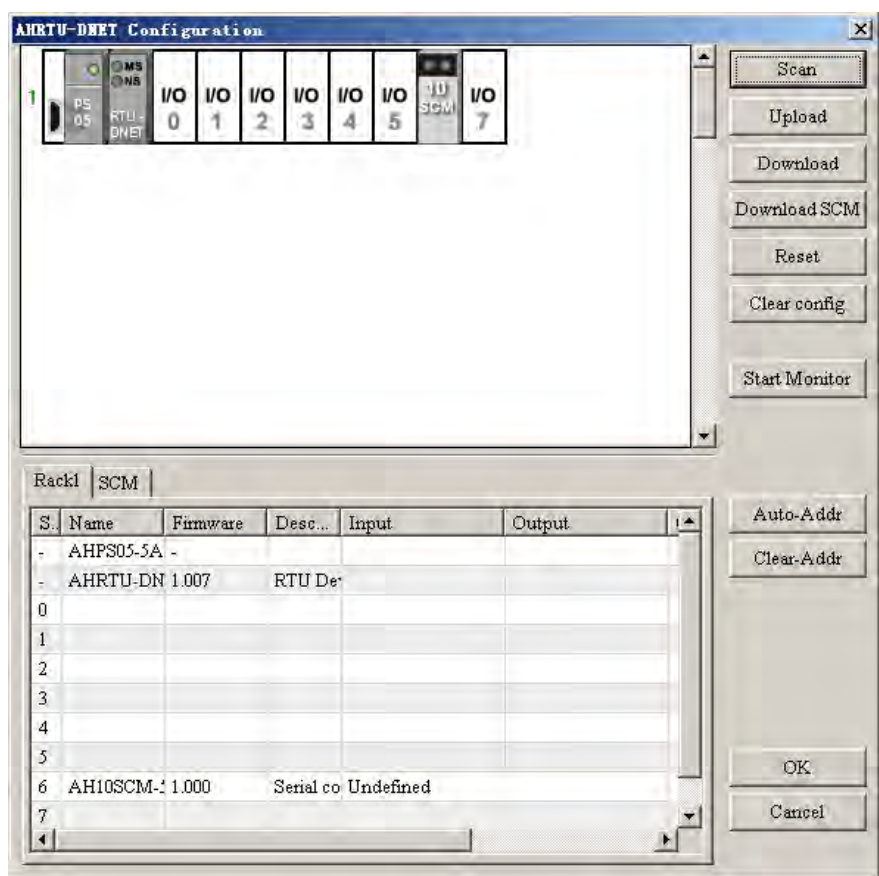 AHRTU-DNET Configuration
1
PS 05
MS
NS
RTU-DNET
I/O 0
I/O 1
I/O 2
I/O 3
I/O 4
I/O 5
10 SCM
I/O 7
Scan
Upload
Download
Download SCM
Reset
Clear config
Start Monitor
Auto-Addr
Clear-Addr
OK
Cancel
Rack1 SCM
S.. Name Firmware Desc... Input Output
- AHPS05-5A -
- AHRTU-DN 1.007 RTU De
0
1
2
3
4
5
6 AH10SCM-5 1.000 Serial co Undefined
7